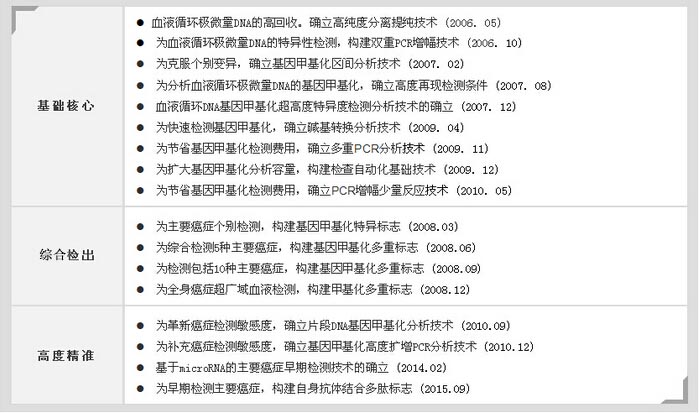 基础核心
● 血液循环极微量DNA的高回收。确立高纯度分离提纯技术 (2006. 05)
● 为血液循环极微量DNA的特异性检测，构建双重PCR增幅技术 (2006. 10)
● 为克服个别变异，确立基因甲基化区间分析技术 (2007. 02)
● 为分析血液循环极微量DNA的基因甲基化，确立高度再现检测条件 (2007. 08)
● 血液循环DNA基因甲基化超高度特异度检测分析技术的确立 (2007. 12)
● 为快速检测基因甲基化，确立碱基转换分析技术 (2009. 04)
● 为节省基因甲基化检测费用，确立多重PCR分析技术 (2009. 11)
● 为扩大基因甲基化分析容量，构建检查自动化基础技术 (2009. 12)
● 为节省基因甲基化检测费用，确立PCR增幅少量反应技术 (2010. 05)
综合检出
● 为主要癌症个别检测，构建基因甲基化特异标志 (2008.03)
● 为综合检测5种主要癌症，构建基因甲基化多重标志 (2008.06)
● 为检测包括10种主要癌症，构建基因甲基化多重标志 (2008.09)
● 为全身癌症超广域血液检测，构建甲基化多重标志 (2008.12)
高度精准
● 为革新癌症检测敏感度，确立片段DNA基因甲基化分析技术 (2010.09)
● 为补充癌症检测敏感度，确立基因甲基化高度扩增PCR分析技术 (2010.12)
● 基于microRNA的主要癌症早期检测技术的确立 (2014.02)
● 为早期检测主要癌症，构建自身抗体结合多肽标志 (2015.09)